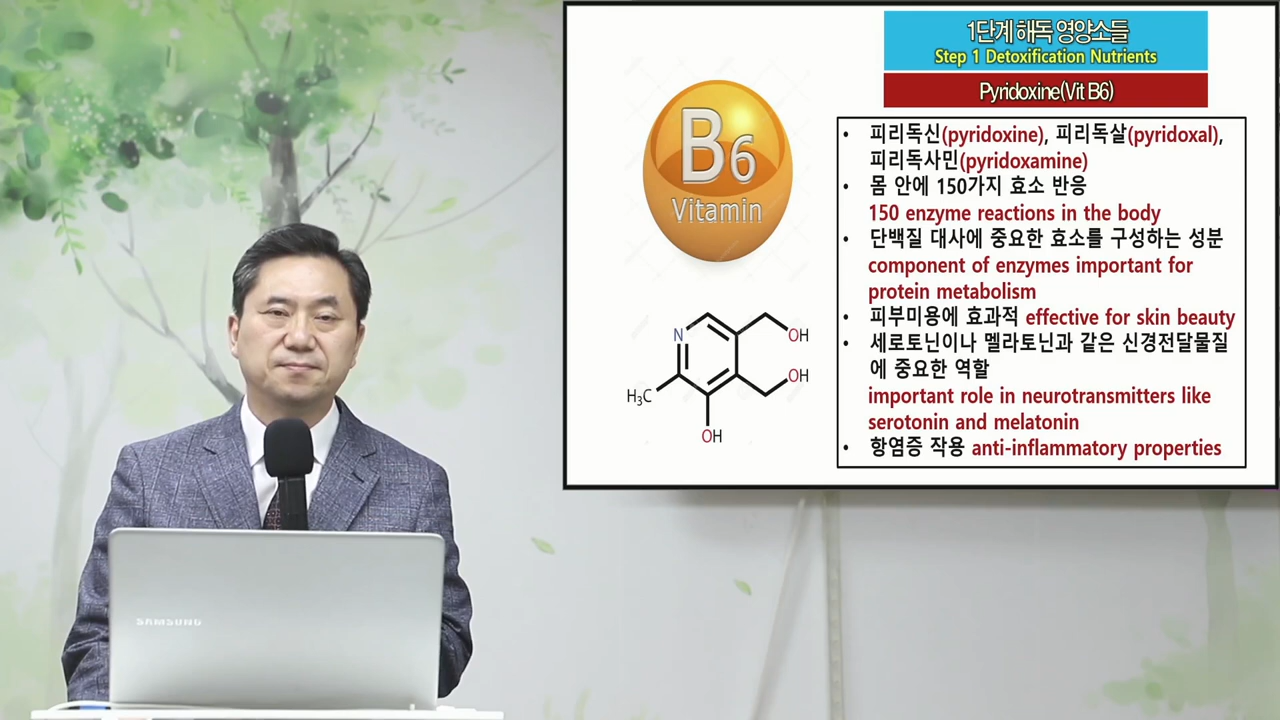 1단계 해독 영양소들
Step 1 Detoxification Nutrients
Pyridoxine(Vit B6)
B6
Vitamin
N
OH
OH
H3C
OH
• 피리독신(pyridoxine), 피리독살(pyridoxal),
피리독사민(pyridoxamine)
• 몸 안에 150가지 효소 반응
150 enzyme reactions in the body
• 단백질 대사에 중요한 효소를 구성하는 성분
component of enzymes important for
protein metabolism
• 피부미용에 효과적 effective for skin beauty
• 세로토닌이나 멜라토닌과 같은 신경전달물질
에 중요한 역할
important role in neurotransmitters like
serotonin and melatonin
• 항염증 작용 anti-inflammatory properties
SAMSUNG